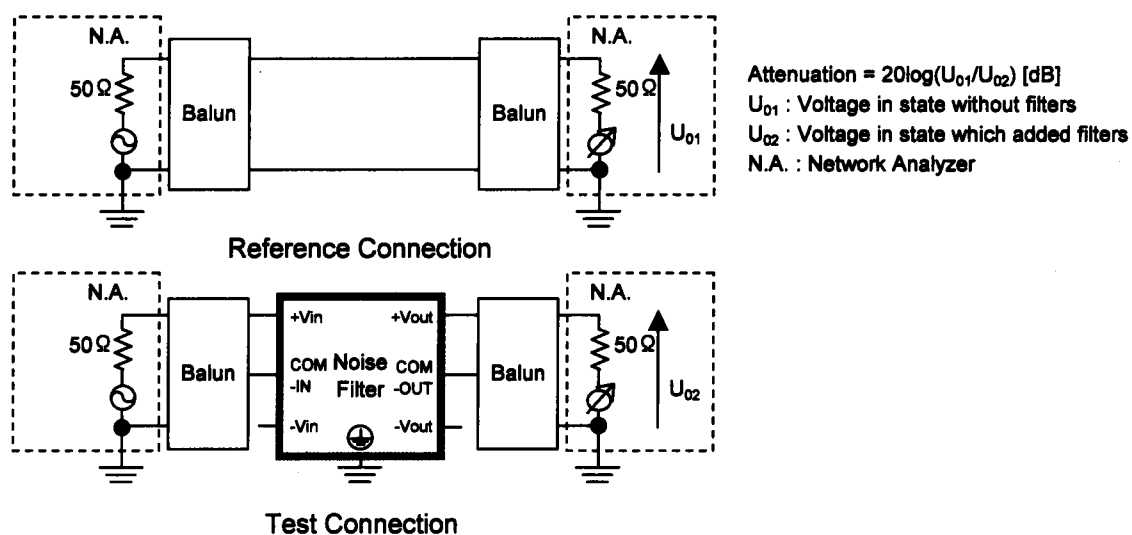 N.A.
N.A.
50Ω
Balun
Balun
50Ω
U01
Attenuation = 20log(U01/U02) [dB]
U01 : Voltage in state without filters
U02 : Voltage in state which added filters
N.A. : Network Analyzer
Reference Connection
N.A.
N.A.
50Ω
Balun
+Vin
+Vout
COM
-IN
Noise
Filter
COM
-OUT
-Vin
-Vout
Balun
50Ω
U02
Test Connection